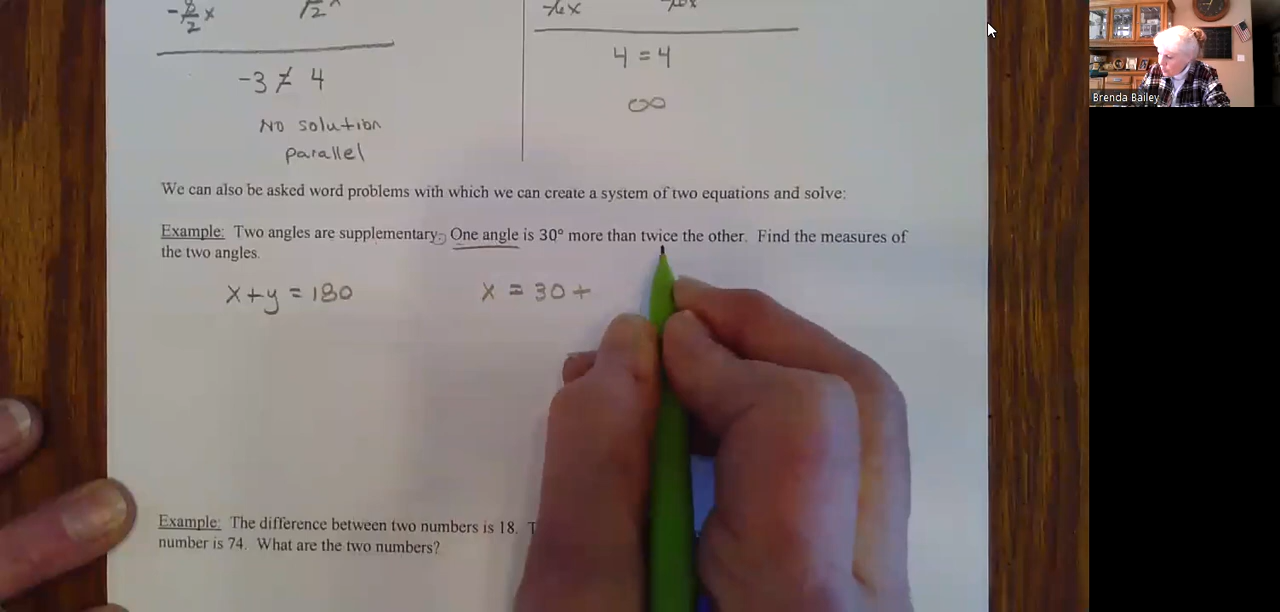 -8/2 x
-6x
-3 ≠ 4
4 = 4
No solution
∞
parallel
We can also be asked word problems with which we can create a system of two equations and solve:
Example: Two angles are supplementary. One angle is 30° more than twice the other. Find the measures of
the two angles.
x+y = 180
x = 30 +
Example: The difference between two numbers is 18. T
number is 74. What are the two numbers?
Brenda Bailey